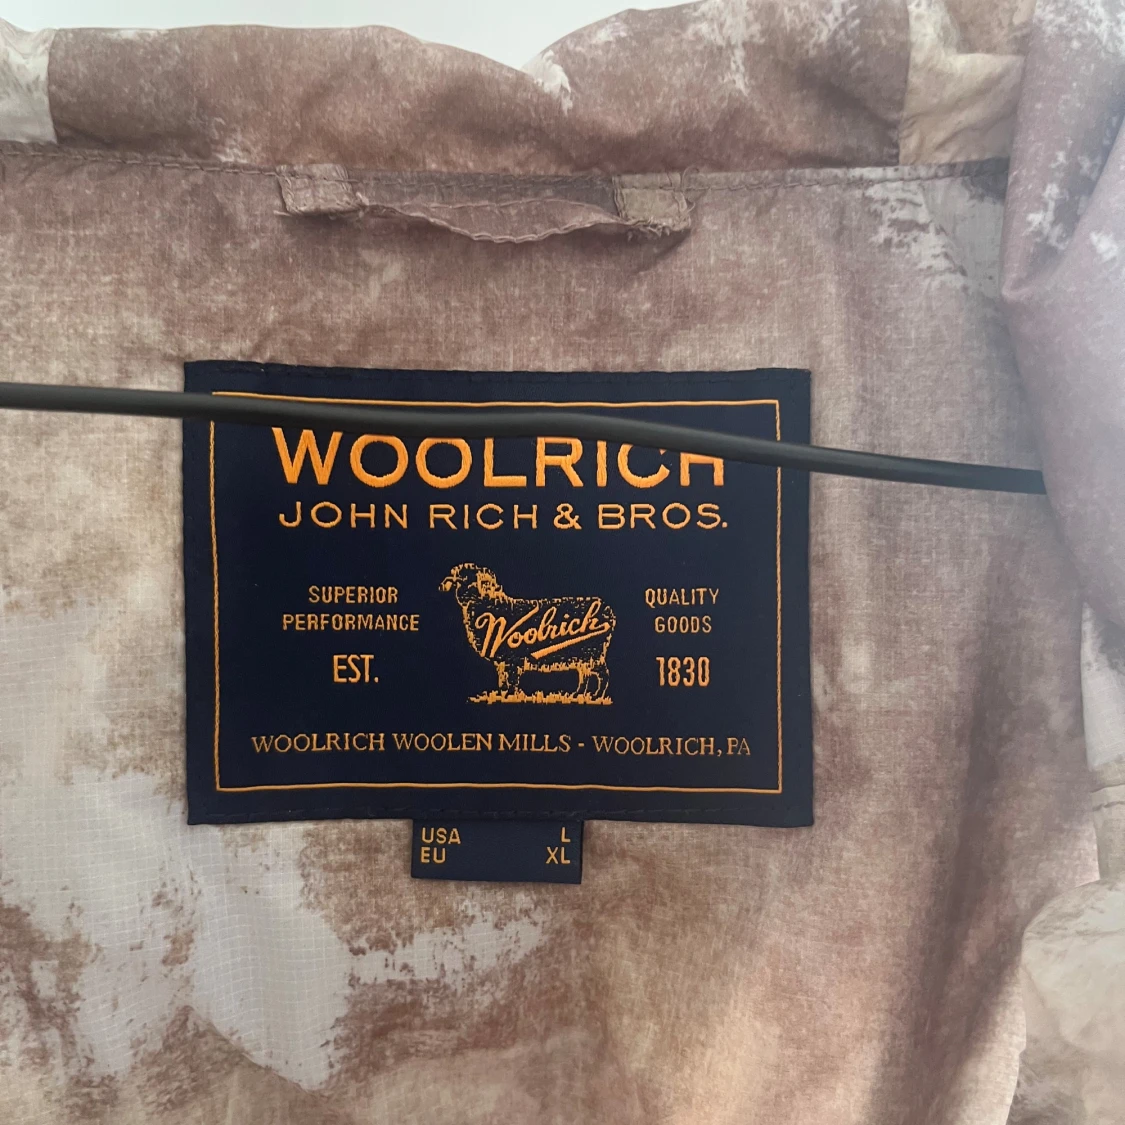 WOOLRICH
JOHN RICH & BROS.
SUPERIOR
PERFORMANCE
EST.
Woolrich
QUALITY
GOODS
1830
WOOLRICH WOOLEN MILLS - WOOLRICH, PA
USA L
EU XL